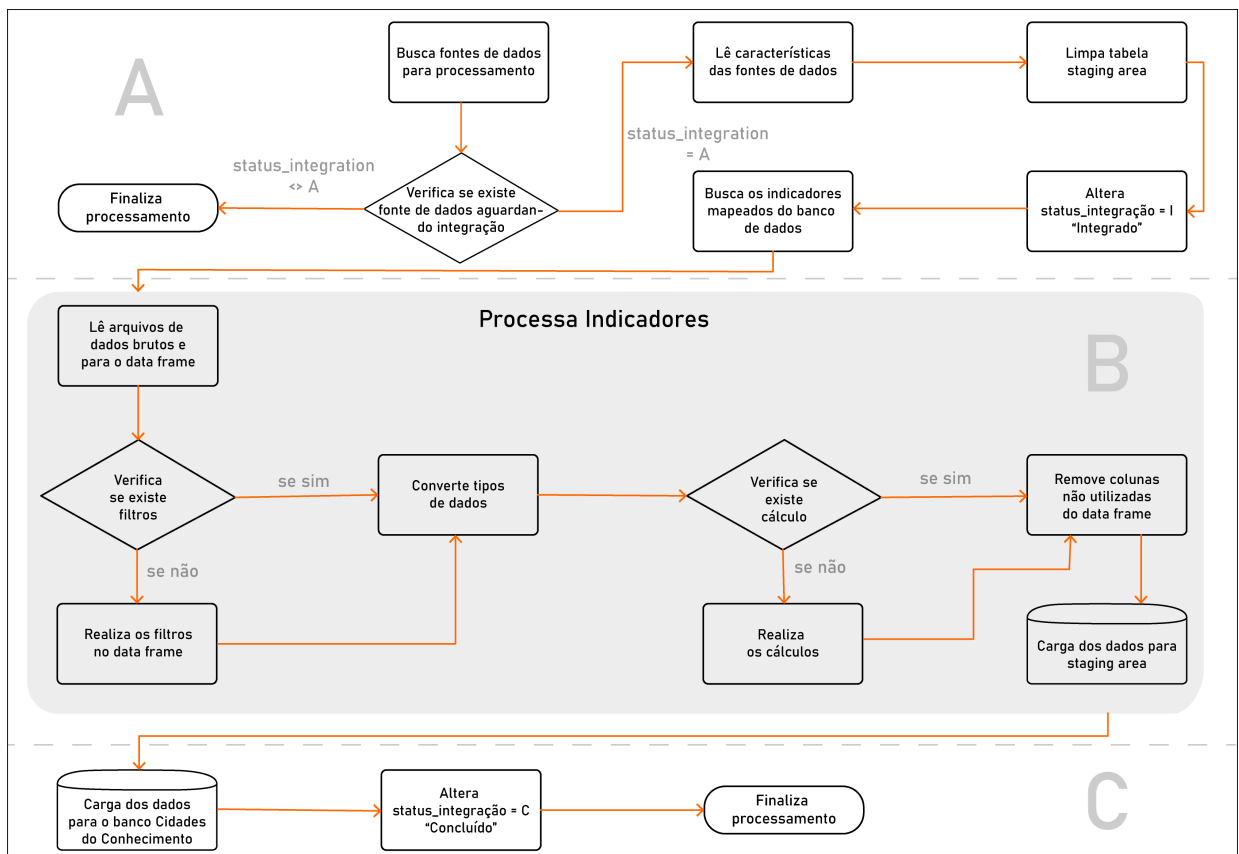 A
Busca fontes de dados
para processamento
Lê características
das fontes de dados
Limpa tabela
staging area
status_integration
<> A
status_integration
= A
Finaliza
processamento
Verifica se existe
fonte de dados aguardan-
do integração
Busca os indicadores
mapeados do banco
de dados
Altera
status_integração = I
“Integrado”
Processa Indicadores
B
Lê arquivos de
dados brutos e
para o data frame
Verifica
se existe
filtros
se sim
Converte tipos
de dados
Verifica se
existe
cálculo
se sim
Remove colunas
não utilizadas
do data frame
se não
se não
Realiza os filtros
no data frame
Realiza
os cálculos
Carga dos dados para
staging area
C
Carga dos dados
para o banco Cidades
do Conhecimento
Altera
status_integração = C
“Concluído”
Finaliza
processamento